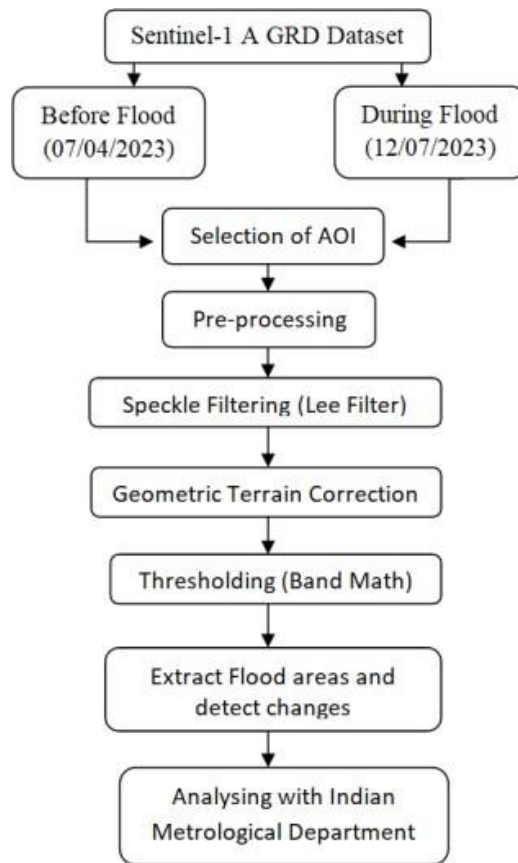 Sentinel-1 A GRD Dataset
Before Flood
(07/04/2023)
During Flood
(12/07/2023)
Selection of AOI
Pre-processing
Speckle Filtering (Lee Filter)
Geometric Terrain Correction
Thresholding (Band Math)
Extract Flood areas and
detect changes
Analysing with Indian
Metrological Department